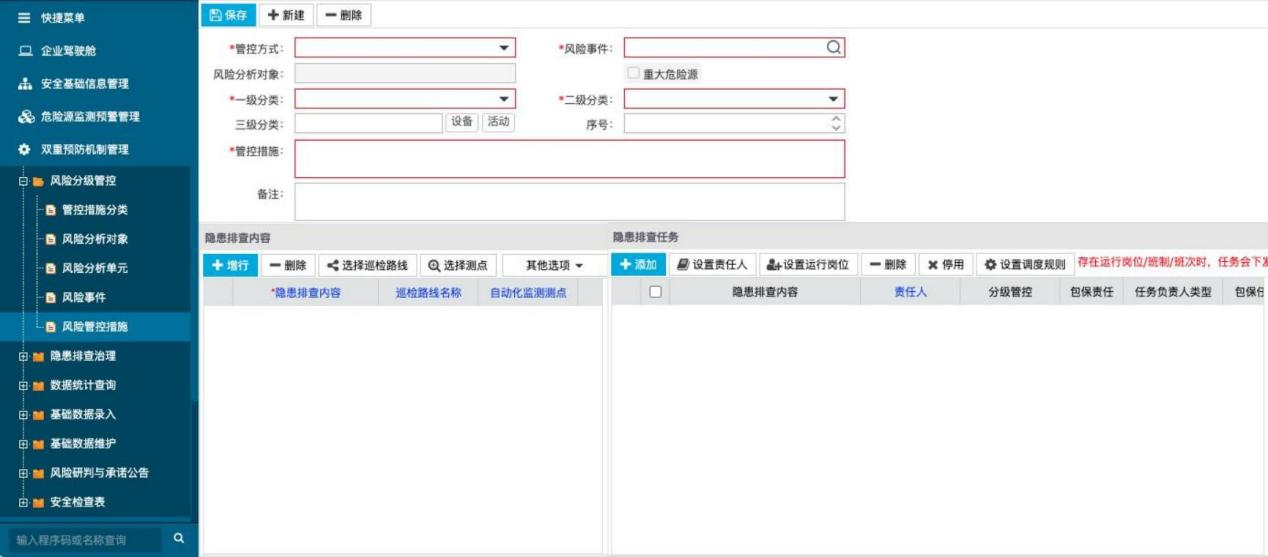 快捷菜单
企业驾驶舱
安全基础信息管理
危险源监测预警管理
双重预防机制管理
风险分级管控
管控措施分类
风险分析对象
风险分析单元
风险事件
风险管控措施
隐患排查治理
数据统计查询
基础数据录入
基础数据维护
风险研判与承诺公告
安全检查表
输入程序码或名称查询
保存 新建 删除
*管控方式: *风险事件:
风险分析对象: 重大危险源
*一级分类: *二级分类:
三级分类: 设备 活动 序号:
*管控措施:
备注:
隐患排查内容
增行 删除 选择巡检路线 选择测点 其他选项
*隐患排查内容 巡检路线名称 自动化监测测点
隐患排查任务
添加 设置责任人 设置运行岗位 删除 停用 设置调度规则 存在运行岗位/班制/班次时，任务会下发
隐患排查内容 责任人 分级管控 包保责任 任务负责人类型 包保任